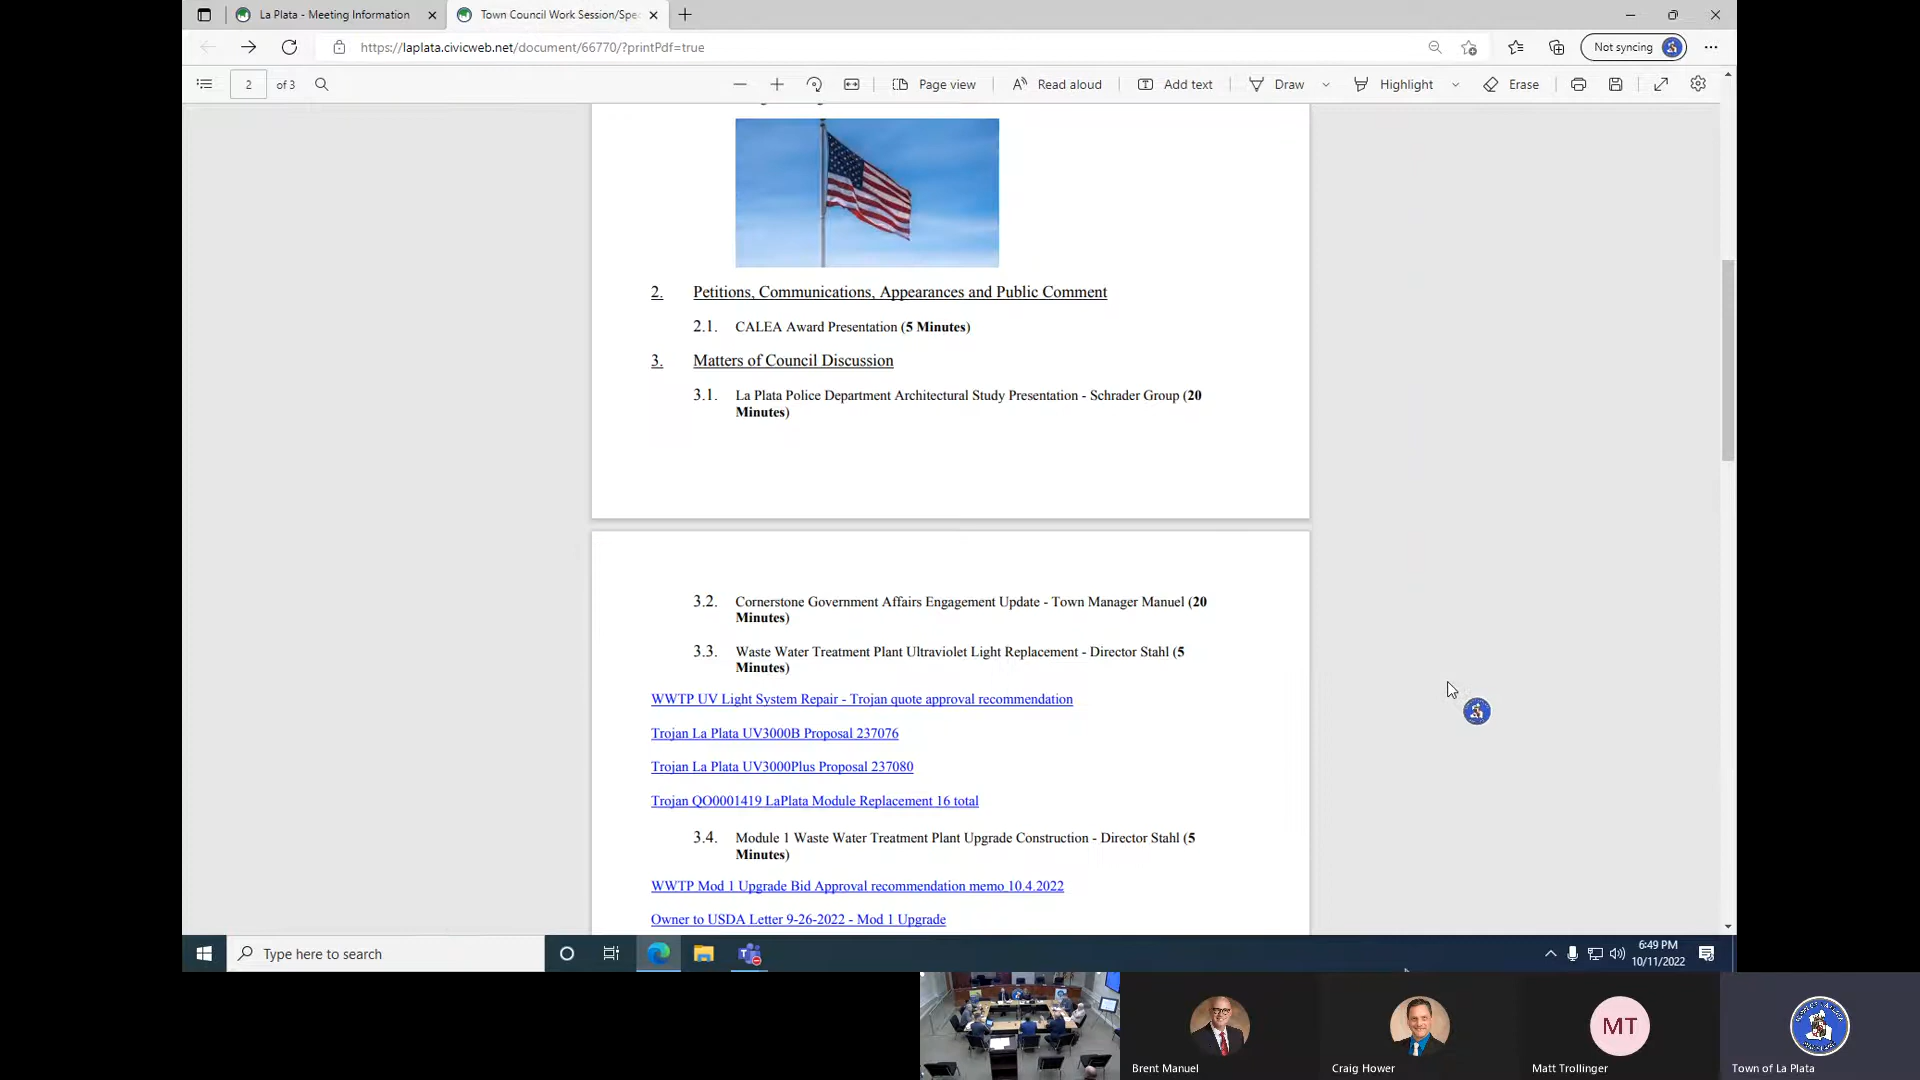 La Plata - Meeting Information
Town Council Work Session/Spe
https://laplata.civicweb.net/document/66770/?printPdf=true
Not syncing
2 of 3
Page view
Read aloud
Add text
Draw
Highlight
Erase
2. Petitions, Communications, Appearances and Public Comment
2.1. CALEA Award Presentation (5 Minutes)
3. Matters of Council Discussion
3.1. La Plata Police Department Architectural Study Presentation - Schrader Group (20
Minutes)
3.2. Cornerstone Government Affairs Engagement Update - Town Manager Manuel (20
Minutes)
3.3. Waste Water Treatment Plant Ultraviolet Light Replacement - Director Stahl (5
Minutes)
WWTP UV Light System Repair - Trojan quote approval recommendation
Trojan La Plata UV3000B Proposal 237076
Trojan La Plata UV3000Plus Proposal 237080
Trojan QO0001419 LaPlata Module Replacement 16 total
3.4. Module 1 Waste Water Treatment Plant Upgrade Construction - Director Stahl (5
Minutes)
WWTP Mod 1 Upgrade Bid Approval recommendation memo 10.4.2022
Owner to USDA Letter 9-26-2022 - Mod 1 Upgrade
Type here to search
6:49 PM
10/11/2022
MT
Brent Manuel
Craig Hower
Matt Trollinger
Town of La Plata